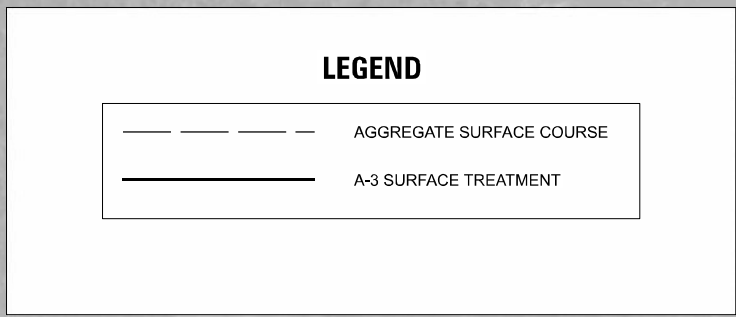 LEGEND
AGGREGATE SURFACE COURSE
A-3 SURFACE TREATMENT